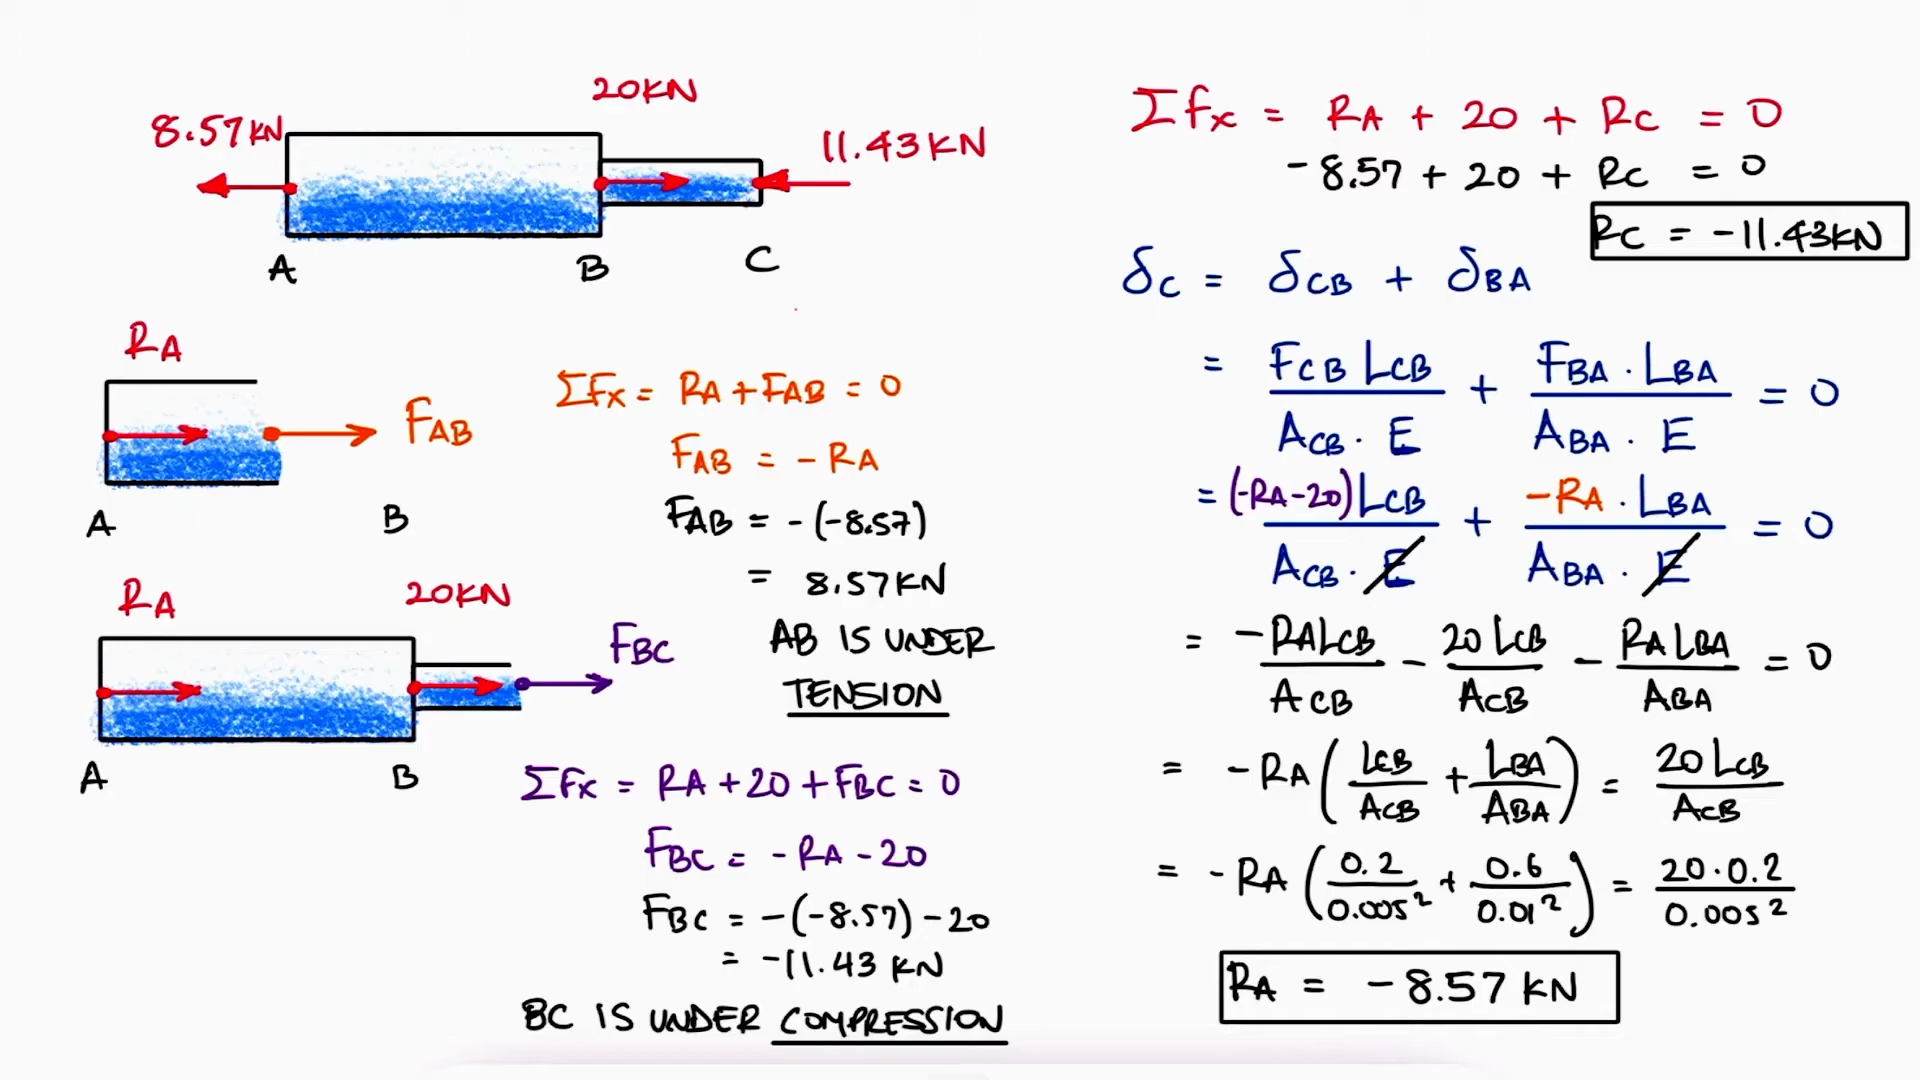 20KN
8.57KN
11.43KN
A B C
RA
FAB
A B
RA 20KN
FBC
A B
ΣFx = RA + FAB = 0
FAB = - RA
FAB = - (-8.57)
= 8.57KN
AB IS UNDER
TENSION
ΣFx = RA + 20 + FBC = 0
FBC = - RA - 20
FBC = - (-8.57) - 20
= -11.43 KN
BC IS UNDER COMPRESSION
Σfx = RA + 20 + RC = 0
-8.57 + 20 + RC = 0
RC = -11.43KN
δC = δCB + δBA
= FCB LCB / ACB · E + FBA · LBA / ABA · E = 0
= (-RA-20) LCB / ACB · E + -RA · LBA / ABA · E = 0
= -RALCB / ACB - 20 LCB / ACB - RALBA / ABA = 0
= -RA (LCB / ACB + LBA / ABA) = 20 LCB / ACB
= -RA (0.2 / 0.005² + 0.6 / 0.01²) = 20·0.2 / 0.005²
RA = -8.57 KN